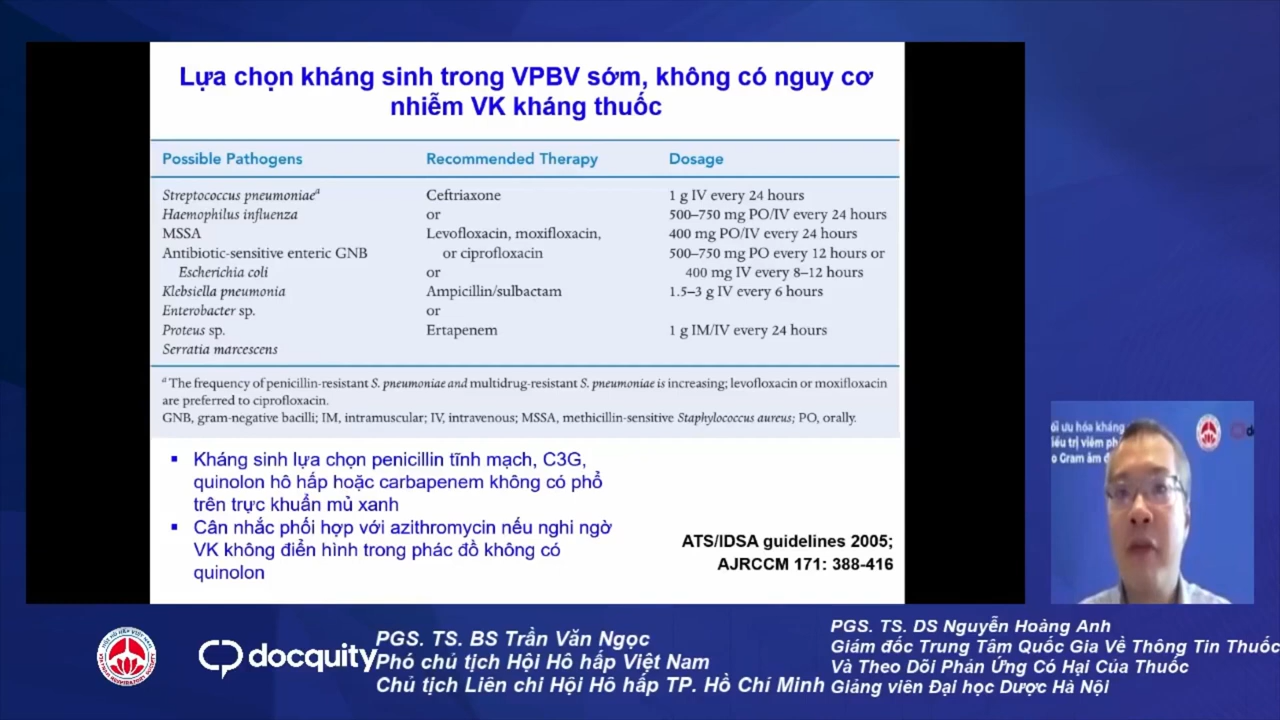 Lựa chọn kháng sinh trong VPBV sớm, không có nguy cơ
nhiễm VK kháng thuốc
Possible Pathogens Recommended Therapy Dosage
Streptococcus pneumoniaeᵃ Ceftriaxone 1 g IV every 24 hours
Haemophilus influenza or 500–750 mg PO/IV every 24 hours
MSSA Levofloxacin, moxifloxacin, 400 mg PO/IV every 24 hours
Antibiotic-sensitive enteric GNB or ciprofloxacin 500–750 mg PO every 12 hours or
Escherichia coli or 400 mg IV every 8–12 hours
Klebsiella pneumonia Ampicillin/sulbactam 1.5–3 g IV every 6 hours
Enterobacter sp. or
Proteus sp. Ertapenem 1 g IM/IV every 24 hours
Serratia marcescens
ᵃ The frequency of penicillin-resistant S. pneumoniae and multidrug-resistant S. pneumoniae is increasing; levofloxacin or moxifloxacin
are preferred to ciprofloxacin.
GNB, gram-negative bacilli; IM, intramuscular; IV, intravenous; MSSA, methicillin-sensitive Staphylococcus aureus; PO, orally.
▪ Kháng sinh lựa chọn penicillin tĩnh mạch, C3G,
quinolon hô hấp hoặc carbapenem không có phổ
trên trực khuẩn mủ xanh
▪ Cân nhắc phối hợp với azithromycin nếu nghi ngờ
VK không điển hình trong phác đồ không có
quinolon
ATS/IDSA guidelines 2005;
AJRCCM 171: 388-416
ối ưu hóa kháng
iều trị viêm ph
o Gram âm đ
docquity
PGS. TS. BS Trần Văn Ngọc
Phó chủ tịch Hội Hô hấp Việt Nam
Chủ tịch Liên chi Hội Hô hấp TP. Hồ Chí Minh
PGS. TS. DS Nguyễn Hoàng Anh
Giám đốc Trung Tâm Quốc Gia Về Thông Tin Thuốc
Và Theo Dõi Phản Ứng Có Hại Của Thuốc
Giảng viên Đại học Dược Hà Nội